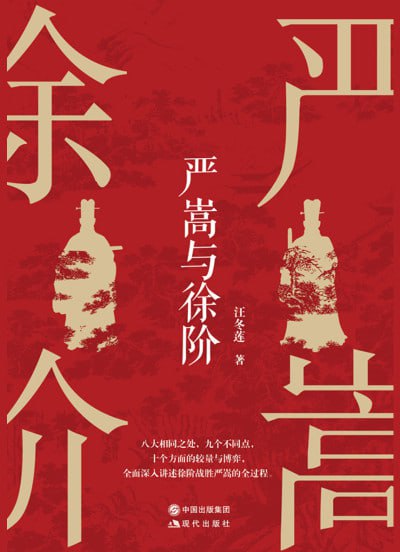 严嵩
余介
严嵩与徐阶
汪冬莲 著
八大相同之处，九个不同点，
十个方面的较量与博弈，
全面深入讲述徐阶战胜严嵩的全过程。
中国出版集团
现代出版社